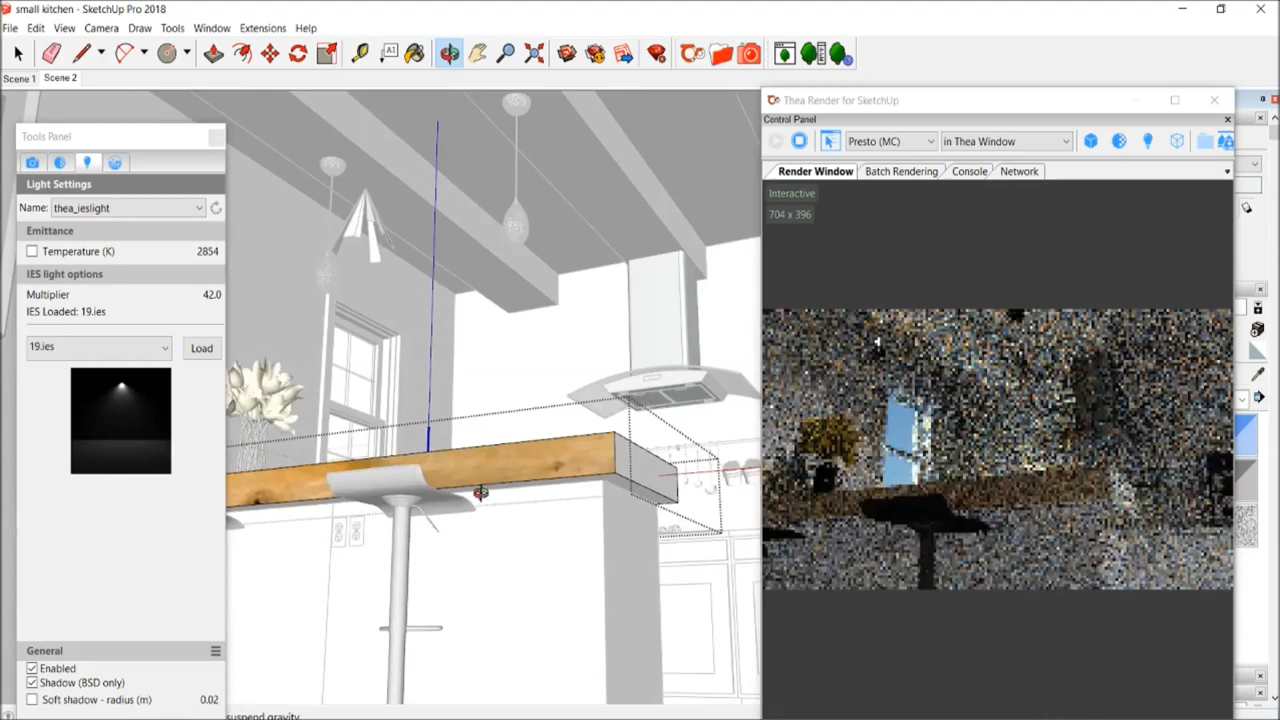 small kitchen - SketchUp Pro 2018
File Edit View Camera Draw Tools Window Extensions Help
A1
Scene 1 Scene 2
Tools Panel
Light Settings
Name: thea_ieslight
Emittance
Temperature (K) 2854
IES light options
Multiplier 42.0
IES Loaded: 19.ies
19.ies Load
General
Enabled
Shadow (BSD only)
Soft shadow - radius (m) 0.02
suspend gravity
Thea Render for SketchUp
Control Panel
Presto (MC) in Thea Window
Render Window Batch Rendering Console Network
Interactive
704 x 396